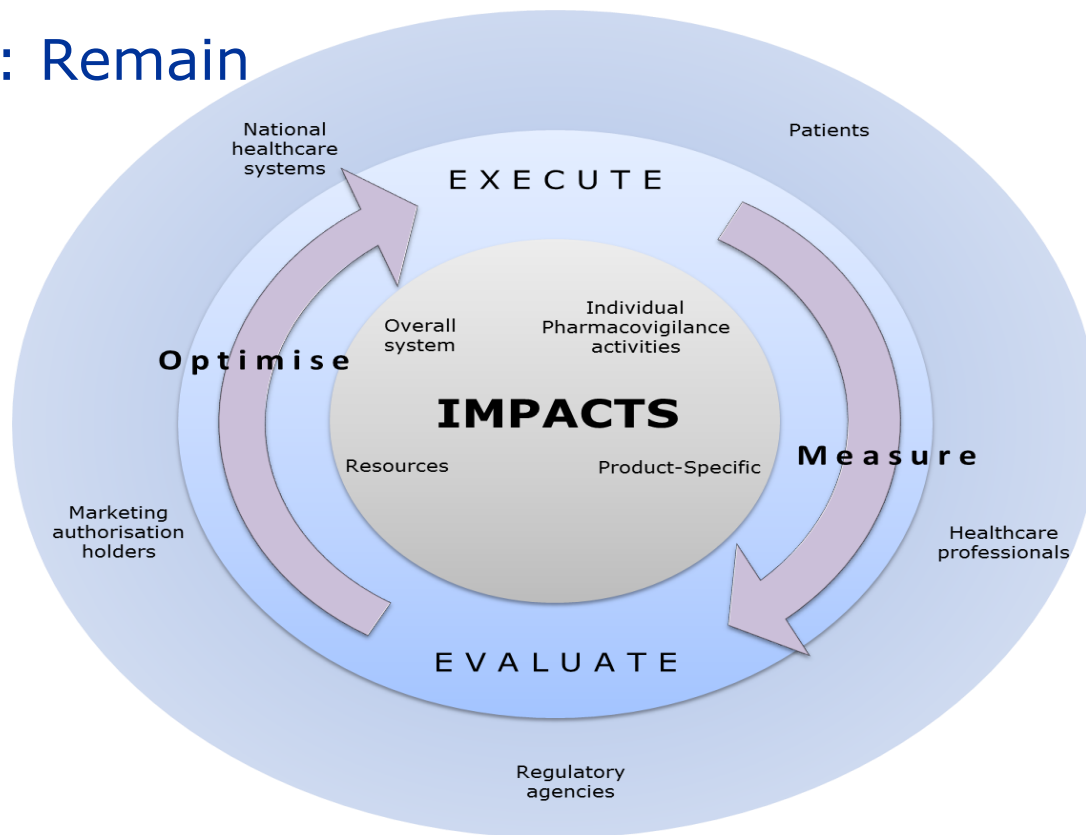 : Remain
National
healthcare
systems
Patients
EXECUTE
Overall
system
Individual
Pharmacovigilance
activities
Optimise
IMPACTS
Measure
Resources
Product-Specific
Marketing
authorisation
holders
Healthcare
professionals
EVALUATE
Regulatory
agencies